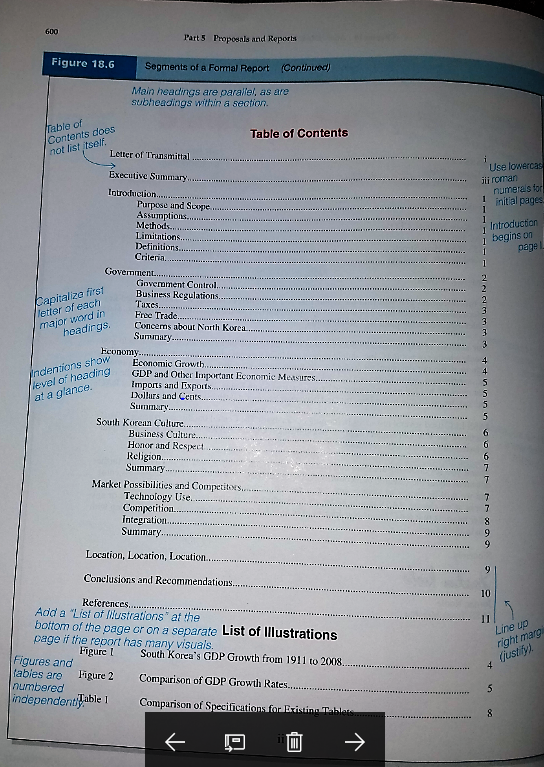 600
Part 5 Proposals and Reports
Figure 18.6 Segments of a Formal Report (Continued)
Main headings are parallel, as are
subheadings within a section.
Table of
Contents does
not list itself.
Table of Contents
Letter of Transmittal i
Executive Summary iii
Use lowercase
roman
numerals for
initial pages.
Introduction 1
Purpose and Scope 1
Assumptions 1
Methods 1
Limitations 1
Definitions 1
Criteria 1
Introduction
begins on
page 1.
Government 2
Government Control 2
Business Regulations 2
Taxes 3
Free Trade 3
Concerns about North Korea 3
Summary 3
Capitalize first
letter of each
major word in
headings.
Economy 4
Economic Growth 4
GDP and Other Important Economic Measures 5
Imports and Exports 5
Dollars and Cents 5
Summary 5
Indentions show
level of heading
at a glance.
South Korean Culture 6
Business Culture 6
Honor and Respect 6
Religion 7
Summary 7
Market Possibilities and Competitors 7
Technology Use 7
Competition 8
Integration 9
Summary 9
Location, Location, Location 9
Conclusions and Recommendations 10
References 11
Line up
right margin
(justify).
Add a "List of Illustrations" at the
bottom of the page or on a separate
page if the report has many visuals.
List of Illustrations
Figure 1 South Korea's GDP Growth from 1911 to 2008 4
Figure 2 Comparison of GDP Growth Rates 5
Table 1 Comparison of Specifications for Existing Tablets 8
Figures and
tables are
numbered
independently.